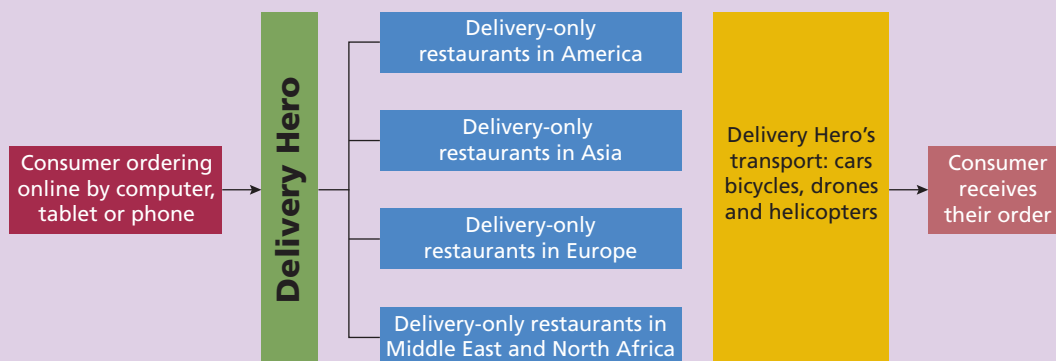 Consumer ordering
online by computer,
tablet or phone
Delivery Hero
Delivery-only
restaurants in America
Delivery-only
restaurants in Asia
Delivery-only
restaurants in Europe
Delivery-only restaurants in
Middle East and North Africa
Delivery Hero's
transport: cars
bicycles, drones
and helicopters
Consumer
receives
their order